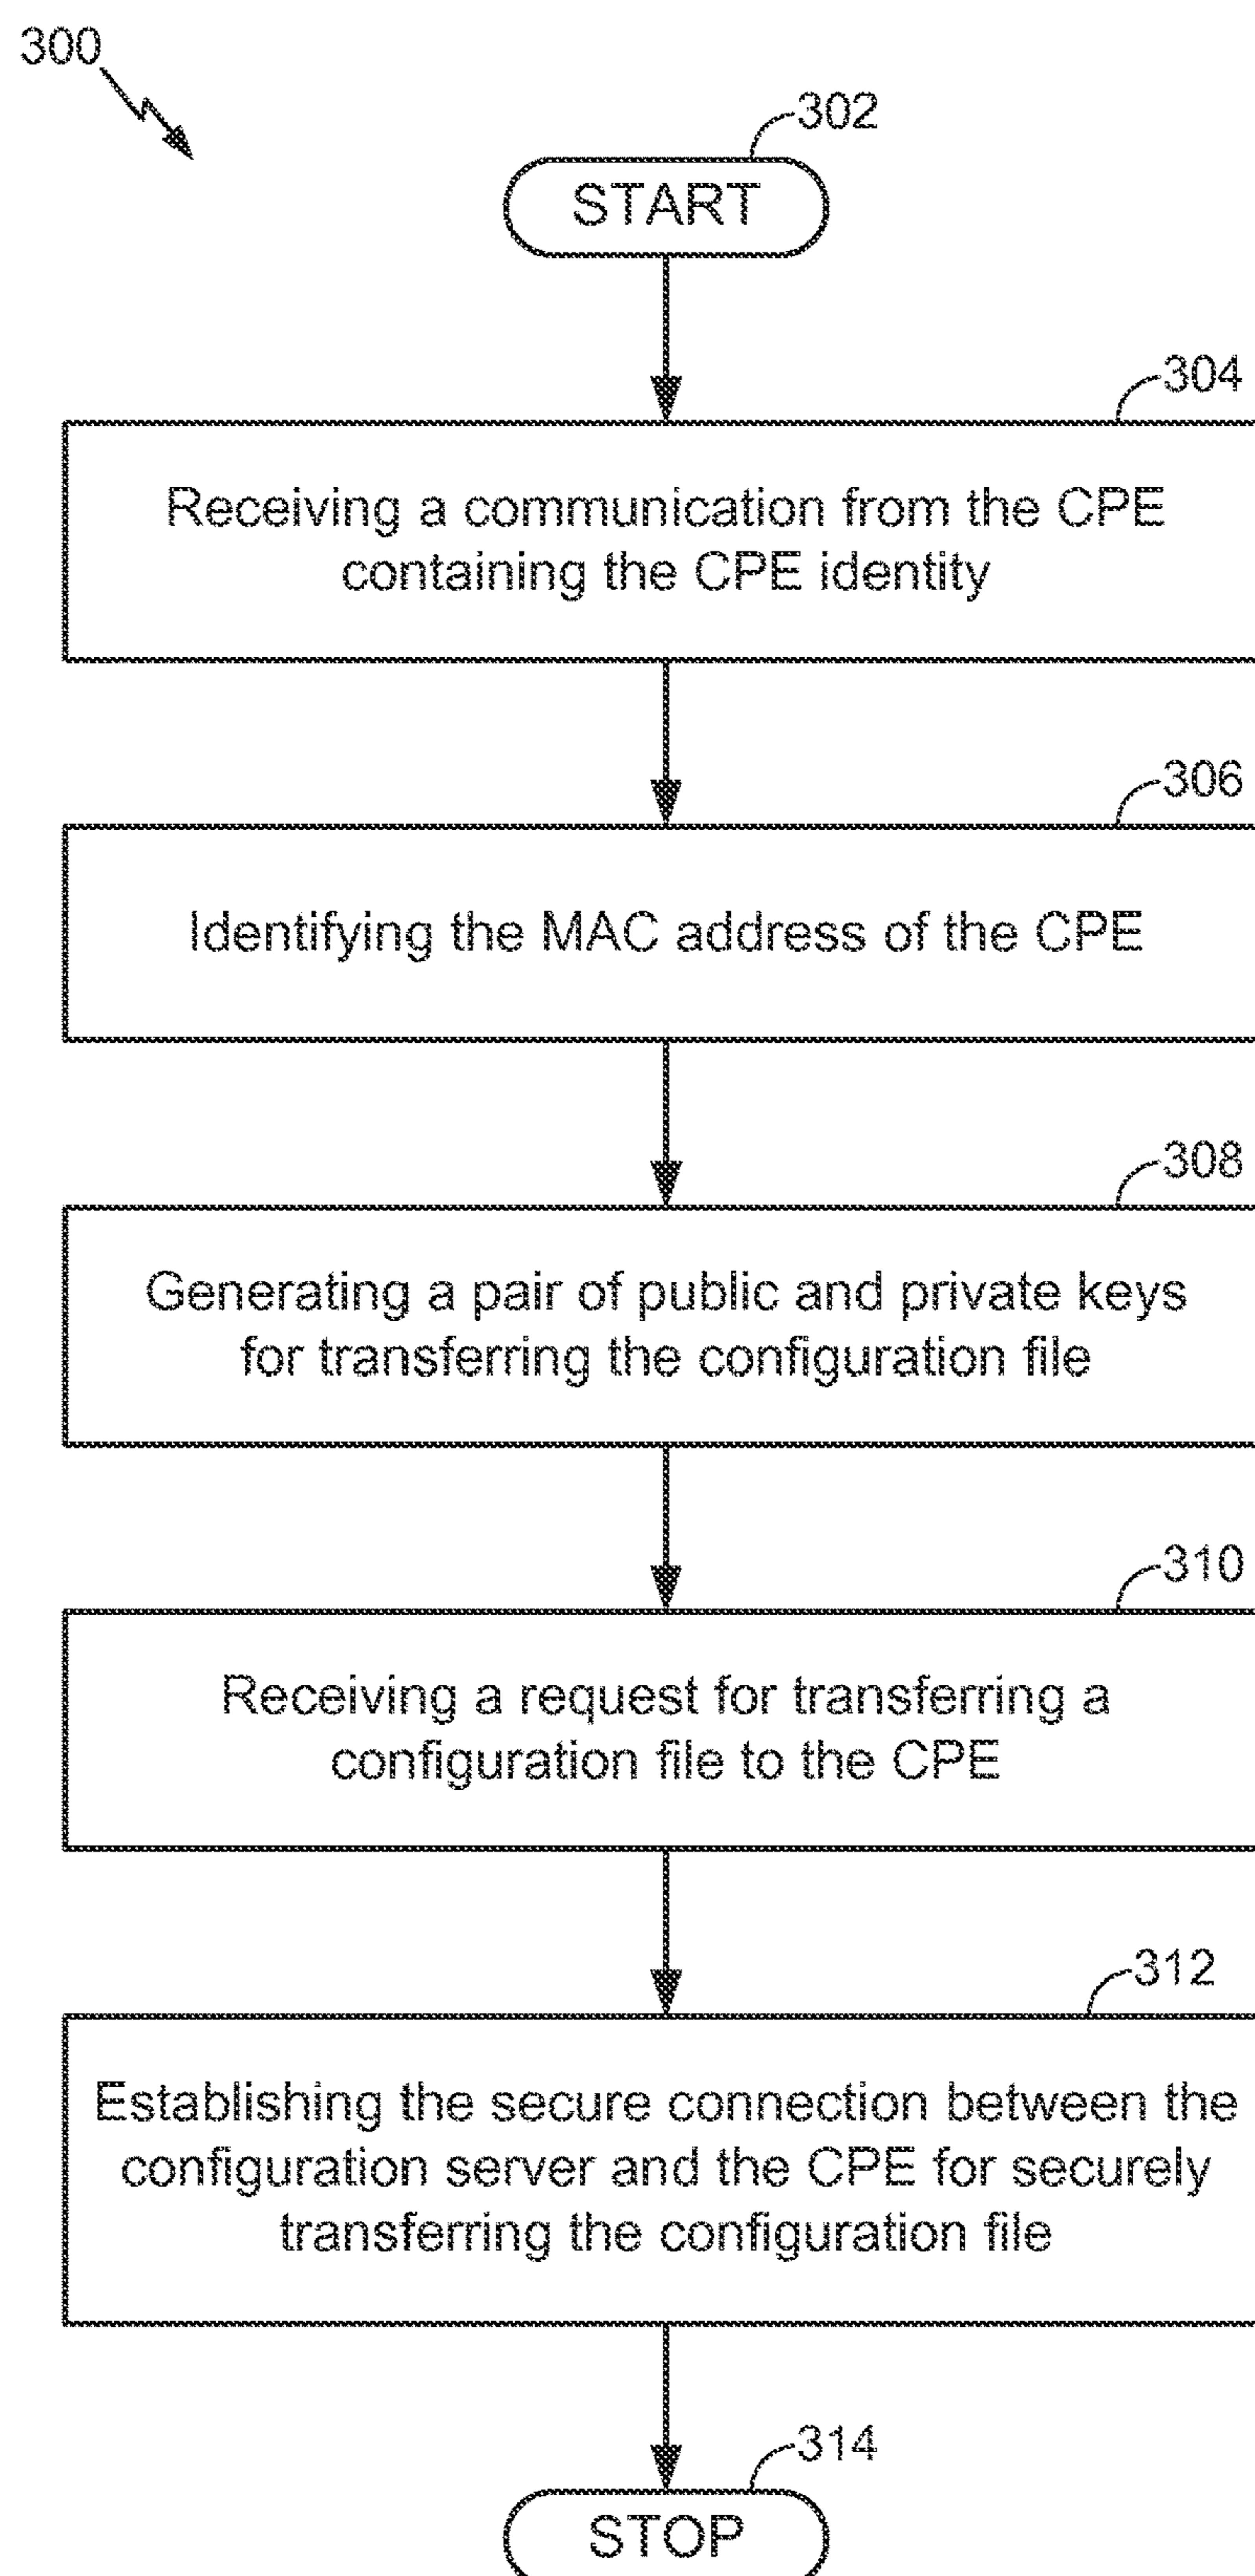 300
302
START
304
Receiving a communication from the CPE
containing the CPE identity
306
Identifying the MAC address of the CPE
308
Generating a pair of public and private keys
for transferring the configuration file
310
Receiving a request for transferring a
configuration file to the CPE
312
Establishing the secure connection between the
configuration server and the CPE for securely
transferring the configuration file
314
STOP